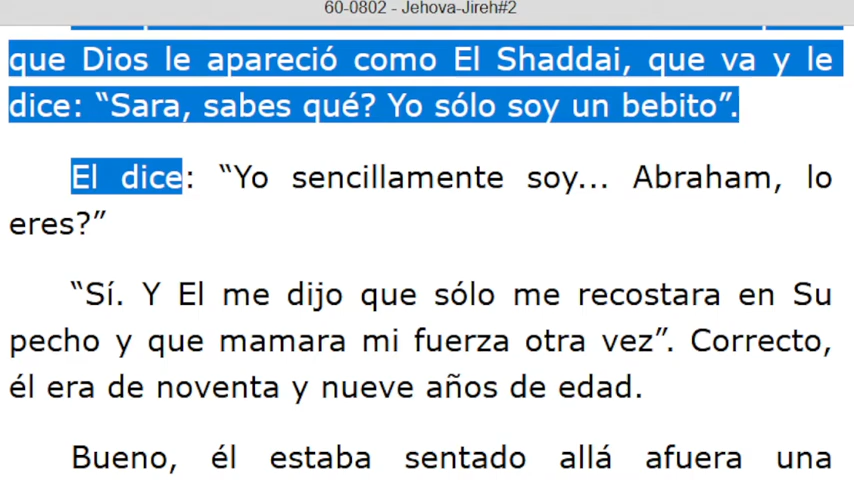 60-0802 - Jehova-Jireh#2
que Dios le apareció como El Shaddai, que va y le
dice: “Sara, sabes qué? Yo sólo soy un bebito”.
El dice: “Yo sencillamente soy... Abraham, lo
eres?”
“Sí. Y El me dijo que sólo me recostara en Su
pecho y que mamara mi fuerza otra vez”. Correcto,
él era de noventa y nueve años de edad.
Bueno, él estaba sentado allá afuera una